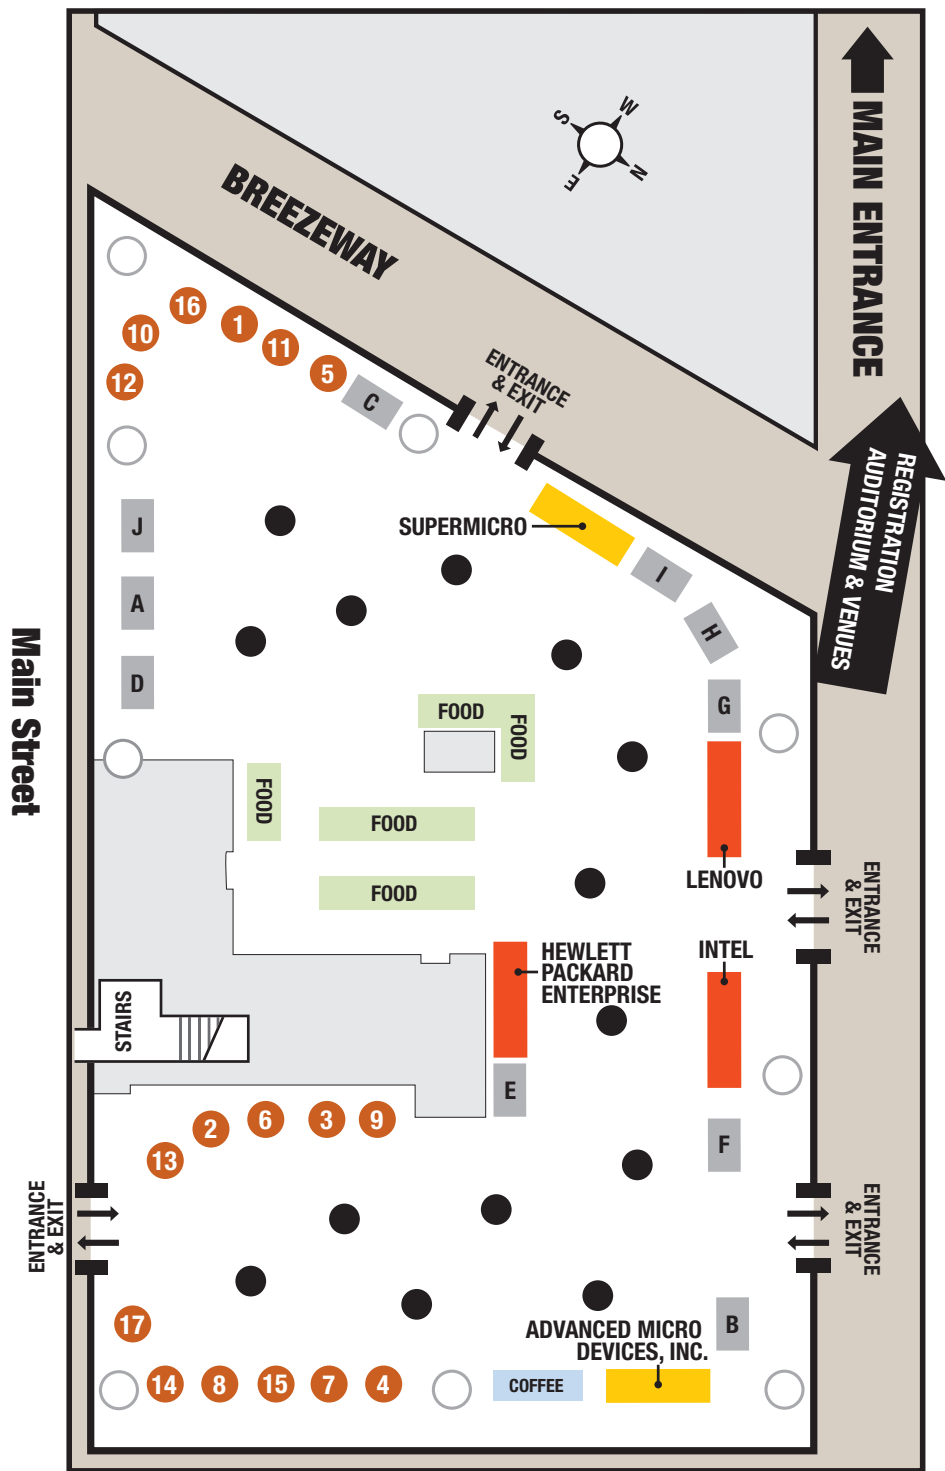 W
S
N
E
MAIN ENTRANCE
BREEZEWAY
REGISTRATION
AUDITORIUM & VENUES
16
1
10
11
5
12
C
ENTRANCE
& EXIT
J
SUPERMICRO
I
A
H
D
G
Main Street
FOOD
FOOD
FOOD
FOOD
FOOD
LENOVO
ENTRANCE
& EXIT
HEWLETT
PACKARD
ENTERPRISE
INTEL
STAIRS
E
2
6
3
9
13
F
ENTRANCE
& EXIT
ENTRANCE
& EXIT
17
B
ADVANCED MICRO
DEVICES, INC.
14
8
15
7
4
COFFEE